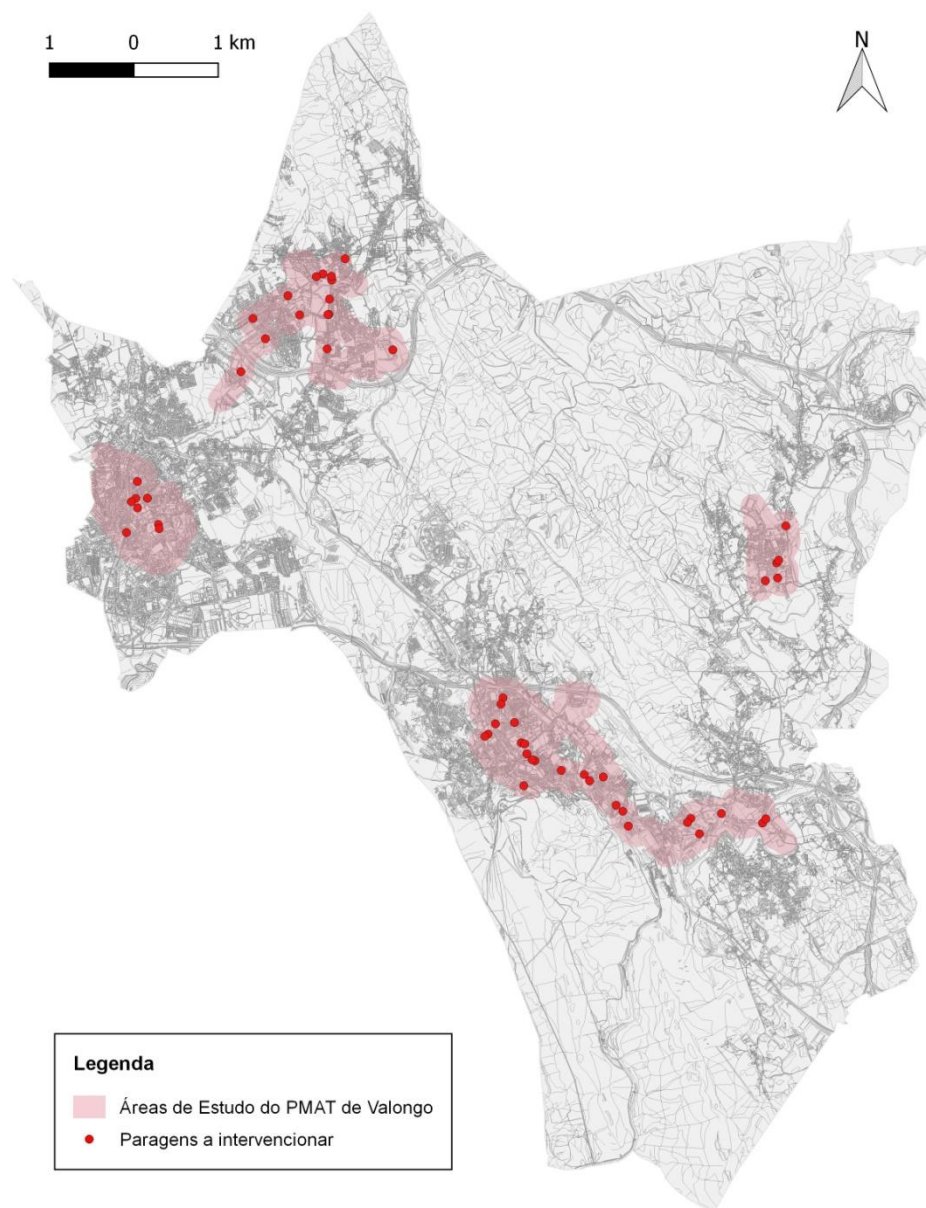 1 0 1 km
N
Legenda
Áreas de Estudo do PMAT de Valongo
Paragens a intervencionar